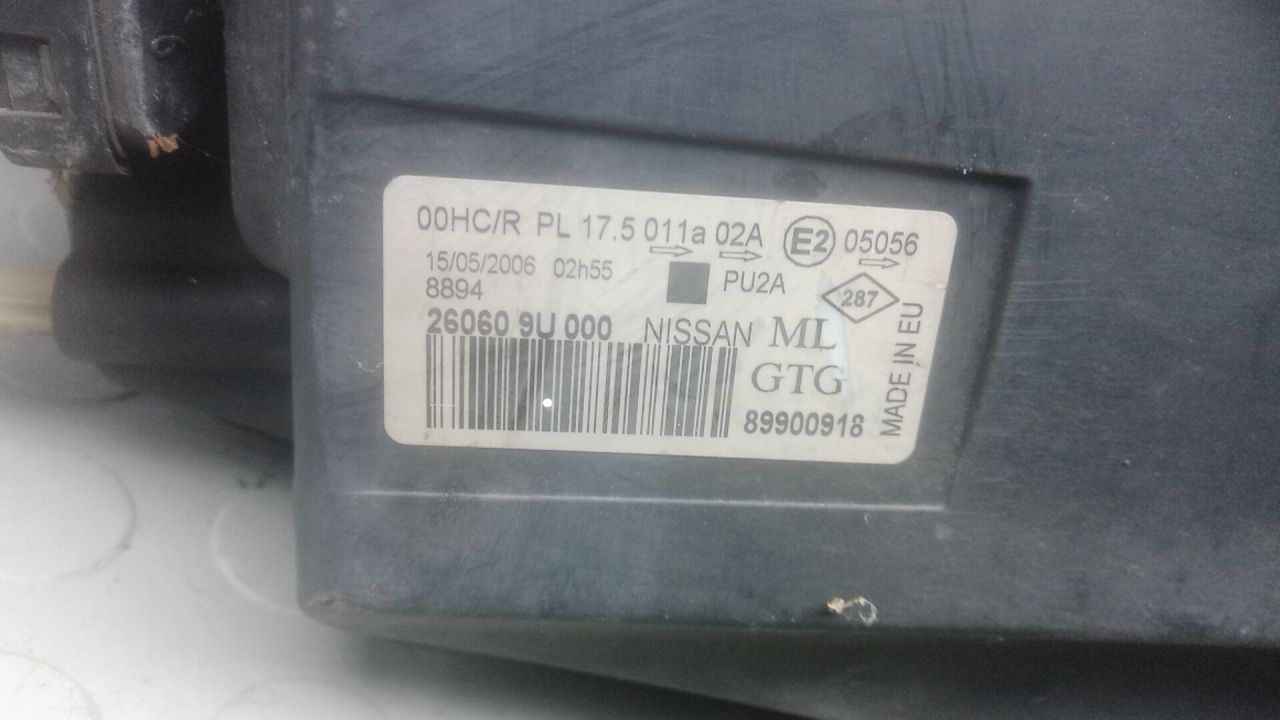 00HC/R PL 17.5 011a 02A E2 05056
15/05/2006 02h55
PU2A
287
8894
26060 9U 000 NISSAN ML
GTG
89900918
MADE IN EU